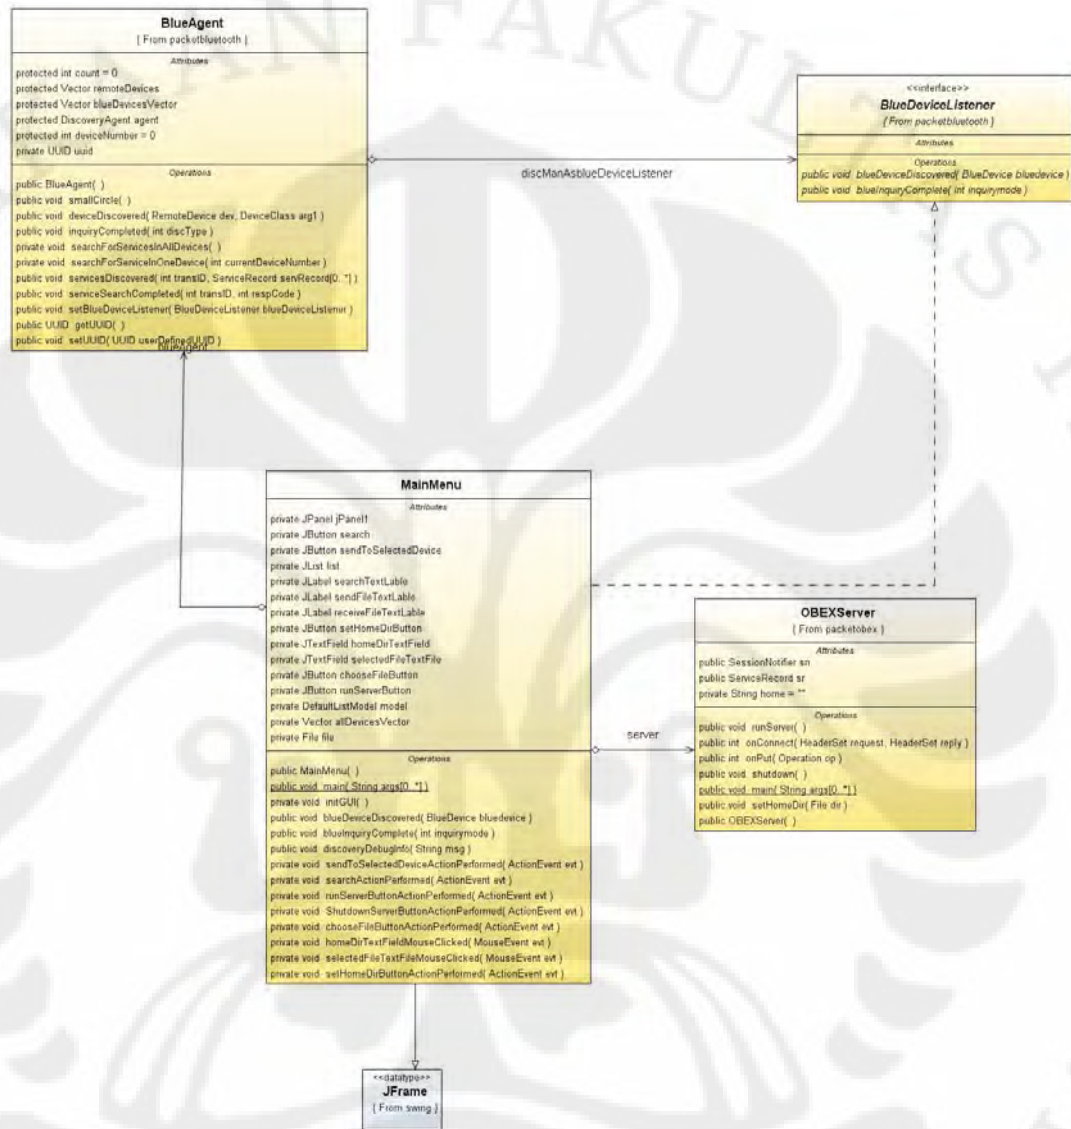 BlueAgent
{ From packetbluetooth }
Attributes
protected int count = 0
protected Vector remoteDevices
protected Vector blueDevicesVector
protected DiscoveryAgent agent
protected int deviceNumber = 0
private UUID uuid
Operations
public BlueAgent( )
public void smallCircle( )
public void deviceDiscovered( RemoteDevice dev, DeviceClass arg1 )
public void inquiryCompleted( int discType )
private void searchForServicesInAllDevices( )
private void searchForServiceInOneDevice( int currentDeviceNumber )
public void servicesDiscovered( int transID, ServiceRecord servRecord[0..*] )
public void serviceSearchCompleted( int transID, int respCode )
public void setBlueDeviceListener( BlueDeviceListener blueDeviceListener )
public UUID getUUID( )
public void setUUID( UUID userDefinedUUID )
blueAgent
discManAsblueDeviceListener
<<interface>>
BlueDeviceListener
{ From packetbluetooth }
Attributes
Operations
public void blueDeviceDiscovered( BlueDevice bluedevice )
public void blueInquiryComplete( int inquirymode )
MainMenu
Attributes
private JPanel jPanel1
private JButton search
private JButton sendToSelectedDevice
private JList list
private JLabel searchTextLable
private JLabel sendFileTextLable
private JLabel receiveFileTextLable
private JButton setHomeDirButton
private JTextField homeDirTextField
private JTextField selectedFileTextFile
private JButton chooseFileButton
private JButton runServerButton
private DefaultListModel model
private Vector allDevicesVector
private File file
Operations
public MainMenu( )
public void main( String args[0..*] )
private void initGUI( )
public void blueDeviceDiscovered( BlueDevice bluedevice )
public void blueInquiryComplete( int inquirymode )
public void discoveryDebugInfo( String msg )
private void sendToSelectedDeviceActionPerformed( ActionEvent evt )
private void searchActionPerformed( ActionEvent evt )
private void runServerButtonActionPerformed( ActionEvent evt )
private void ShutdownServerButtonActionPerformed( ActionEvent evt )
private void chooseFileButtonActionPerformed( ActionEvent evt )
private void homeDirTextFieldMouseClicked( MouseEvent evt )
private void selectedFileTextFileMouseClicked( MouseEvent evt )
private void setHomeDirButtonActionPerformed( ActionEvent evt )
server
OBEXServer
{ From packetobex }
Attributes
public SessionNotifier sn
public ServiceRecord sr
private String home = ""
Operations
public void runServer( )
public int onConnect( HeaderSet request, HeaderSet reply )
public int onPut( Operation op )
public void shutdown( )
public void main( String args[0..*] )
public void setHomeDir( File dir )
public OBEXServer( )
<<datatype>>
JFrame
{ From swing }